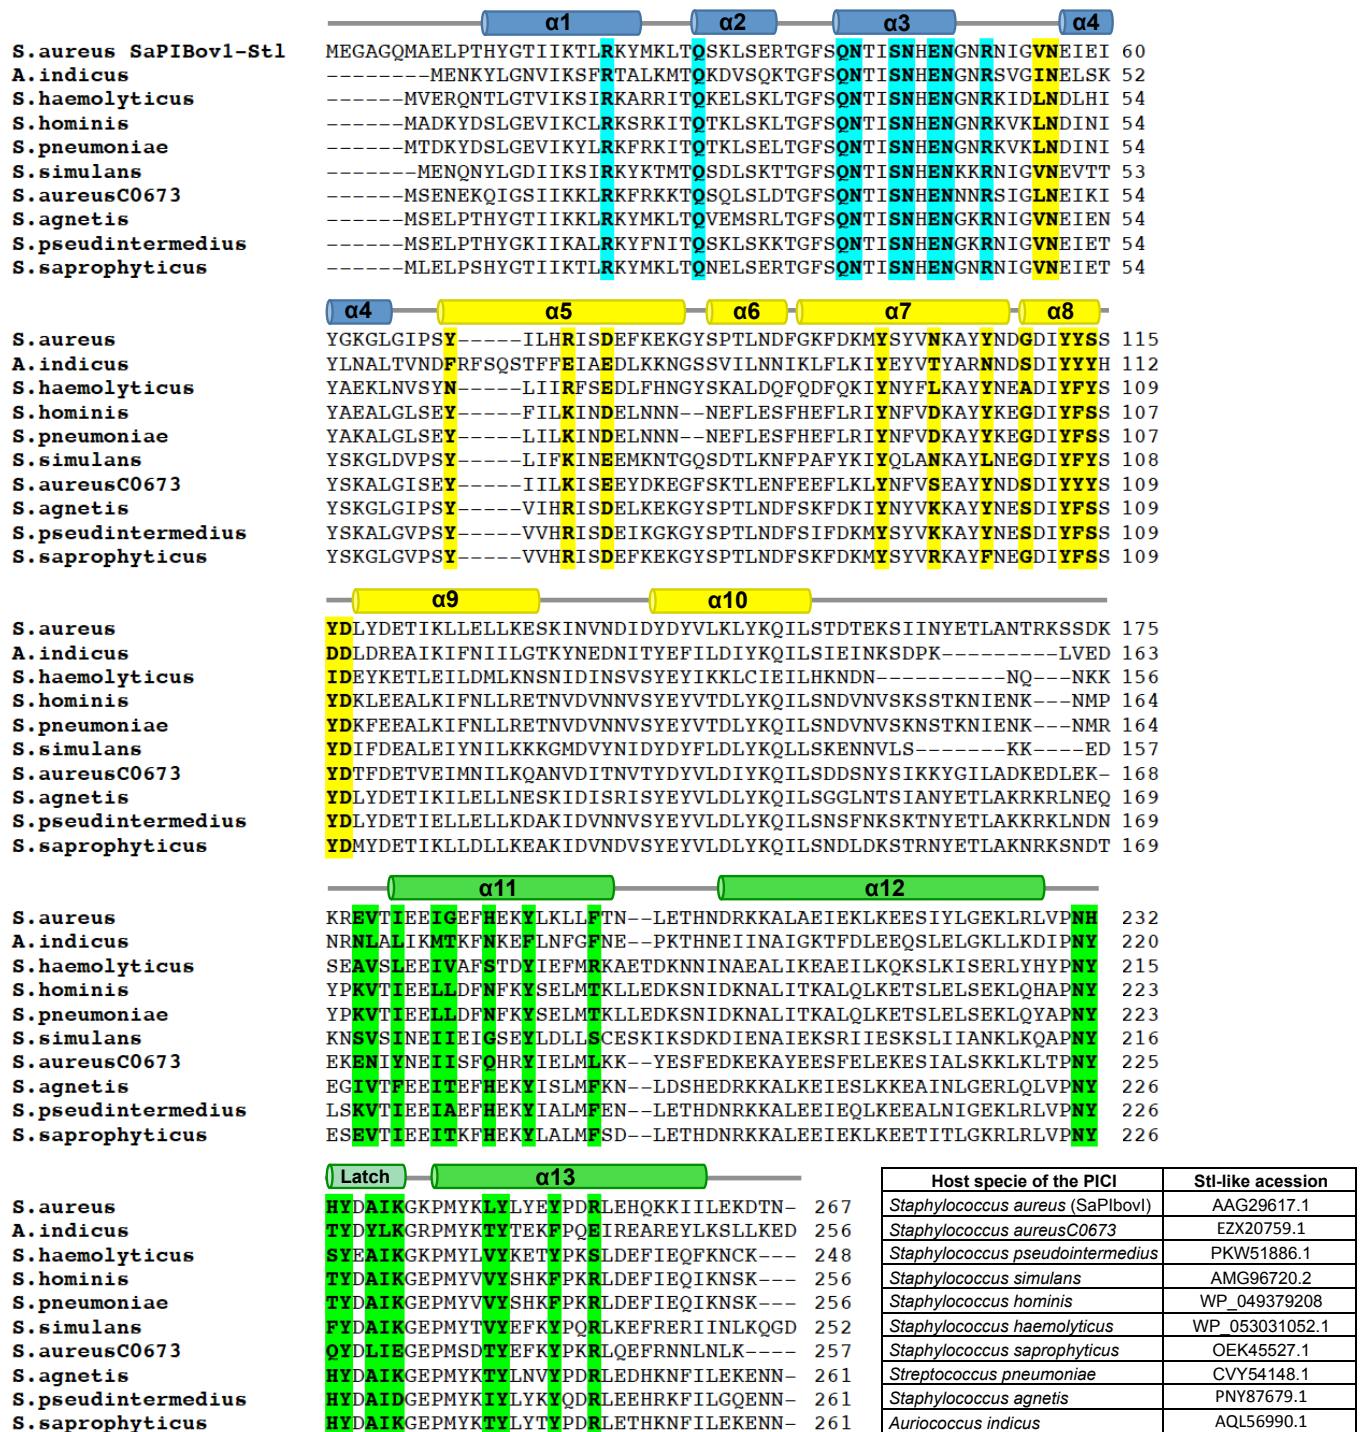 α1 α2 α3 α4
S.aureus SaPIBov1-Stl MEGAGQMAELPTHYGTIIKTLRKYMKLTQSKLSERTGFSQNTISNHENGNRNIGVNEIEI 60
A.indicus --------MENKYLGNVIKSFRTALKMTQKDVSQKTGFSQNTISNHENGNRSVGINELSK 52
S.haemolyticus ------MVERQNTLGTVIKSIRKARRITQKELSKLTGFSQNTISNHENGNRKIDLNDLHI 54
S.hominis ------MADKYDSLGEVIKCLRKSRKITQTKLSKLTGFSQNTISNHENGNRKVKLNDINI 54
S.pneumoniae ------MTDKYDSLGEVIKYLRKFRKITQTKLSELTGFSQNTISNHENGNRKVKLNDINI 54
S.simulans -------MENQNYLGDIIKSIRKYKTMTQSDLSKTTGFSQNTISNHENKKRNIGVNEVTT 53
S.aureusC0673 ------MSENEKQIGSIIKKLRKFRKKTQSQLSLDTGFSQNTISNHENNNRSIGLNEIKI 54
S.agnetis ------MSELPTHYGTIIKKLRKYMKLTQVEMSRLTGFSQNTISNHENGKRNIGVNEIEN 54
S.pseudintermedius ------MSELPTHYGKIIKALRKYFNITQSKLSKKTGFSQNTISNHENGKRNIGVNEIET 54
S.saprophyticus ------MLELPSHYGTIIKTLRKYMKLTQNELSERTGFSQNTISNHENGNRNIGVNEIET 54
α4 α5 α6 α7 α8
S.aureus YGKGLGIPSY-----ILHRISDEFKEKGYSPTLNDFGKFDKMYSYVNKAYYNDGDIYYSS 115
A.indicus YLNALTVNDFRFSQSTFFEIAEDLKKNGSSVILNNIKLFLKIYEYVTYARNNDSDIYYYH 112
S.haemolyticus YAEKLNVSYN-----LIIRFSEDLFHNGYSKALDQFQDFQKIYNYFLKAYNEADIYFYS 109
S.hominis YAEALGLSEY-----FILKINDELNNN--NEFLESFHEFLRIYNFVDKAYYKEGDIYFSS 107
S.pneumoniae YAKALGLSEY-----LILKINDELNNN--NEFLESFHEFLRIYNFVDKAYYKEGDIYFSS 107
S.simulans YSKGLDVPSY-----LIFKINEEMKNTGQSDTLKNFPAFYKIYQLANKAYLNEGDIYFYS 108
S.aureusC0673 YSKALGISEY-----IILKISEEYDKEGFSKTLENFEEFLKLYNFVSEAYYNDSDIYYYS 109
S.agnetis YSKGLGIPSY-----VIHRISDELKEKGYSPTLNDFSKFDKIYNYVKKAYYNESDIYFSS 109
S.pseudintermedius YSKALGVPSY-----VVHRISDEIKGKGYSPTLNDFSIFDKMYSYVKKAYYNESDIYFSS 109
S.saprophyticus YSKGLGVPSY-----VVHRISDEFKEKGYSPTLNDFSKFDKMYSYVRKAYFNEGDIYFSS 109
α9 α10
S.aureus YDLYDETIKLLELLKESKINVNDIDYDYVLKLYKQILSTDTEKSIINYETLANTRKSSDK 175
A.indicus DDLDREAIKIFNIILGTKYNEDNITYEFILDIYKQILSIEINKSDPK---------LVED 163
S.haemolyticus IDEYKETLEILDMLKNSNIDINSVSYEYIKKLCIEILHKNDN----------NQ---NKK 156
S.hominis YDKLEEALKIFNLLRETNVDVNNVSYEYVTDLYKQILSNDVNVSKSSTKNIENK---NMP 164
S.pneumoniae YDKFEEALKIFNLLRETNVDVNNVSYEYVTDLYKQILSNDVNVSKNSTKNIENK---NMR 164
S.simulans YDIFDEALEIYNILKKKGMDVYNIDYDYFLDLYKQLLSKENNVLS-------KK----ED 157
S.aureusC0673 YDTFDETVEIMNILKQANVDITNVTYDYVLDIYKQILSDDSNYSIKKYGILADKEDLEK- 168
S.agnetis YDLYDETIKILELLNESKIDISRISYEYVLDLYKQILSGGLNTSIANYETLAKRKRLNEQ 169
S.pseudintermedius YDLYDETIELLELLKDAKIDVNNVSYEYVLDLYKQILSNSFNKSKTNYETLAKKRKLNDN 169
S.saprophyticus YDMYDETIKLLDLLKEAKIDVNDVSYEYVLDLYKQILSNDLDKSTRNYETLAKNRKSNDT 169
α11 α12
S.aureus KREVTIEEIGEFHEKYLKLLFTN--LETHNDRKKALAEIEKLKEESIYLGEKLRLVPNH 232
A.indicus NRNLALIKMTKFNKEFLNFGFNE--PKTHNEIINAIGKTFDLEEQSLELGKLLKDIPNY 220
S.haemolyticus SEAVSLEEIVAFSTDYIEFMRKAETDKNNINAEALIKEAEILKQKSLKISERLYHYPNY 215
S.hominis YPKVTIEELLDFNFKYSELMTKLLEDKSNIDKNALITKALQLKETSLELSEKLQHAPNY 223
S.pneumoniae YPKVTIEELLDFNFKYSELMTKLLEDKSNIDKNALITKALQLKETSLELSEKLQYAPNY 223
S.simulans KNSVSINEIIEIGSEYLDLLSCESKIKSDKDIENAIEKSRIIESKSLIIANKLKQAPNY 216
S.aureusC0673 EKENIYNEIISFQHRYIELMLKK--YESFEDKEKAYEESFELEKESIALSKKLKLTPNY 225
S.agnetis EGIVTFEEITEFHEKYISLMFKN--LDSHEDRKKALKEIESLKKEAINLGERLQLVPNY 226
S.pseudintermedius LSKVTIEEIAEFHEKYIALMFEN--LETHDNRKKALEEIEQLKEEALNIGEKLRLVPNY 226
S.saprophyticus ESEVTIEEITKFHEKYLALMFSD--LETHDNRKKALEEIEKLKEETITLGKRLRLVPNY 226
Latch α13
S.aureus HYDAIKGKPMYKLYLYEYPDRLEHQKKIILEKDTN- 267
A.indicus TYDYLKGRPMYKTYTEKFPQEIREAREYLKSLLKED 256
S.haemolyticus SYEAIKGEPMYLVYKETYPKSLDEFIEQFKNCK--- 248
S.hominis TYDAIKGEPMYVVYSHKFPKRLDEFIEQIKNSK--- 256
S.pneumoniae TYDAIKGEPMYVVYSHKFPKRLDEFIEQIKNSK--- 256
S.simulans FYDAIKGEPMYTVYEFKYPQRLKEFRERIINLKQGD 252
S.aureusC0673 QYDLIEGEPMSDTYEFKYPKRLQEFRNNLNLK---- 257
S.agnetis HYDAIKGEPMYKTYLNVYPDRLEDHKNFILEKENN- 261
S.pseudintermedius HYDAIDGEPMYKIYLYKYQDRLEEHRKFILGQENN- 261
S.saprophyticus HYDAIKGEPMYKTYLYTYPDRLETHKNFILEKENN- 261
Host specie of the PICI Stl-like acession
Staphylococcus aureus (SaPIbovI) AAG29617.1
Staphylococcus aureusC0673 EZX20759.1
Staphylococcus pseudointermedius PKW51886.1
Staphylococcus simulans AMG96720.2
Staphylococcus hominis WP_049379208
Staphylococcus haemolyticus WP_053031052.1
Staphylococcus saprophyticus OEK45527.1
Streptococcus pneumoniae CVY54148.1
Staphylococcus agnetis PNY87679.1
Auriococcus indicus AQL56990.1